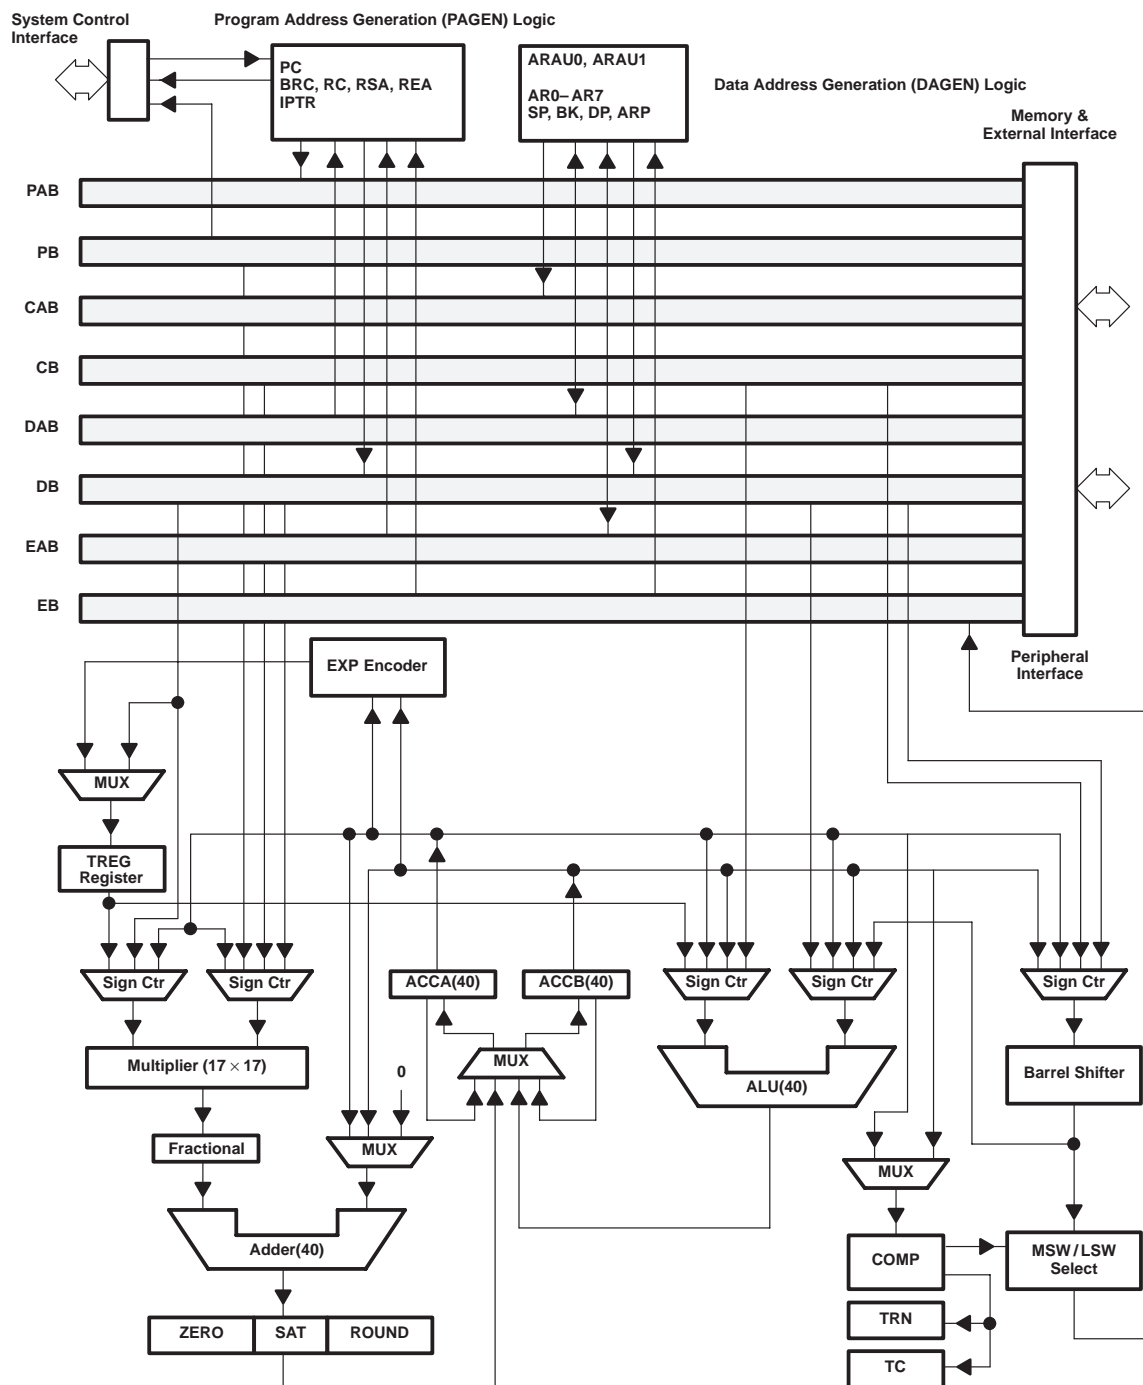 System Control
Interface
Program Address Generation (PAGEN) Logic
PC
BRC, RC, RSA, REA
IPTR
ARAU0, ARAU1
AR0–AR7
SP, BK, DP, ARP
Data Address Generation (DAGEN) Logic
Memory &
External Interface
PAB
PB
CAB
CB
DAB
DB
EAB
EB
EXP Encoder
Peripheral
Interface
MUX
TREG
Register
Sign Ctr
Sign Ctr
ACCA(40)
ACCB(40)
Sign Ctr
Sign Ctr
Sign Ctr
Multiplier (17 × 17)
0
MUX
ALU(40)
Barrel Shifter
Fractional
MUX
MUX
Adder(40)
COMP
MSW/LSW
Select
ZERO
SAT
ROUND
TRN
TC